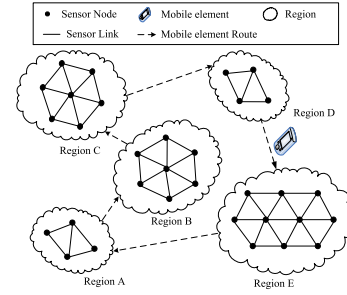 Sensor Node Mobile element Region
Sensor Link Mobile element Route
Region C
Region D
Region B
Region A
Region E